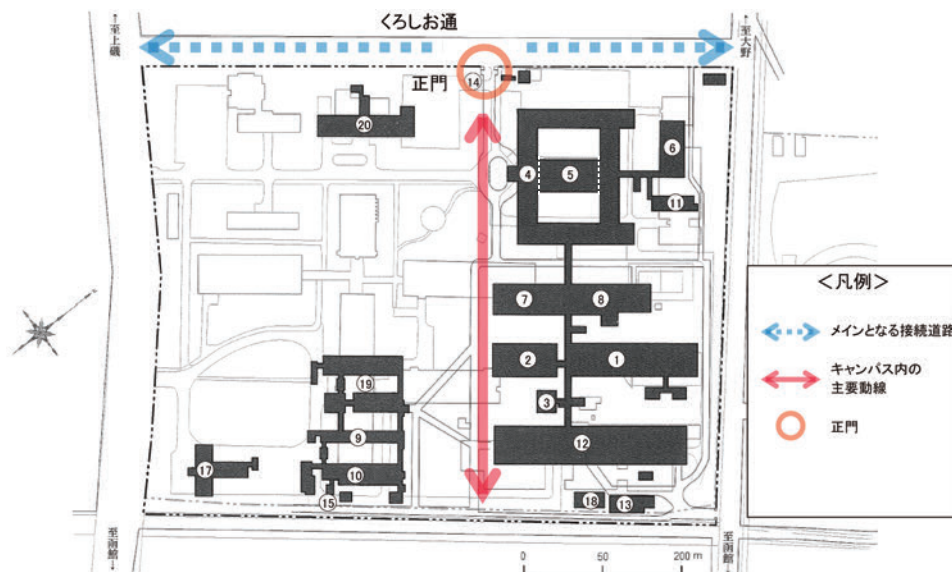 くろしお通
←至上磯
←至大野
正門
⑭
⑳
⑥
④
⑤
⑪
⑦
⑧
②
①
⑲
③
⑨
⑫
⑰
⑩
⑮
⑱
⑬
<凡例>
メインとなる接続道路
キャンパス内の
主要動線
正門
至函館→
至函館→
0 50 100 200 m